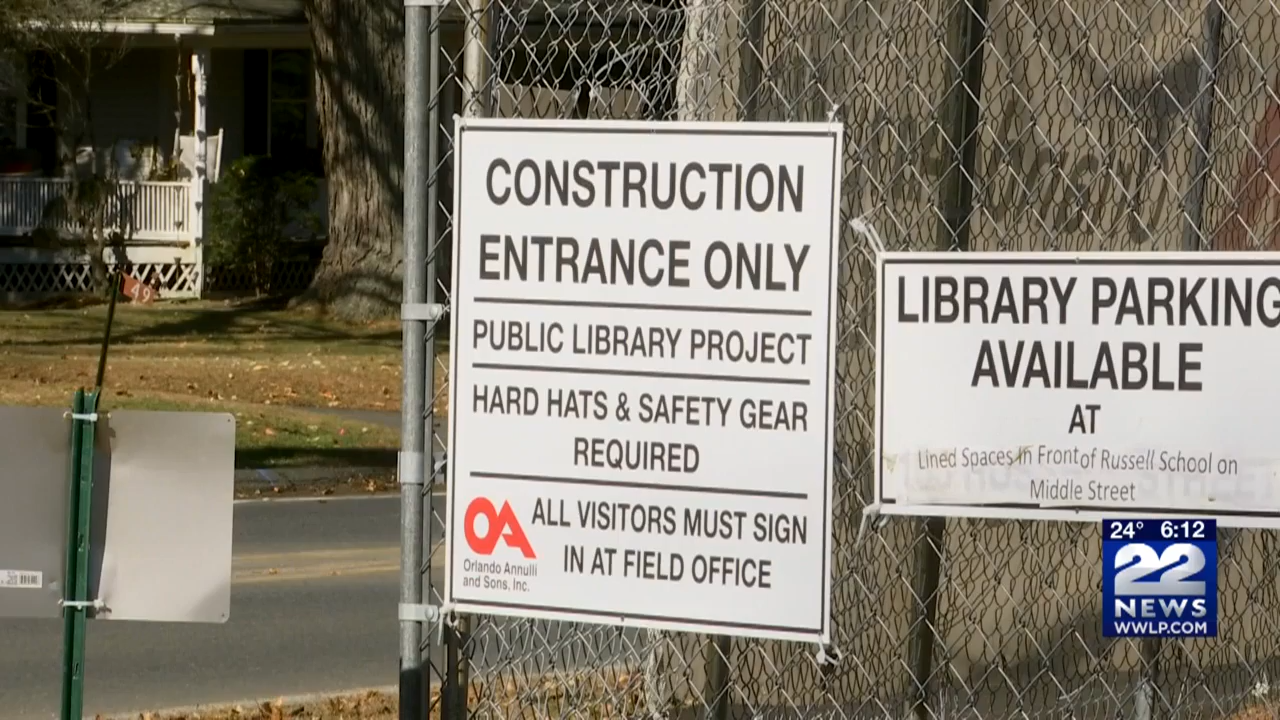 CONSTRUCTION
ENTRANCE ONLY
PUBLIC LIBRARY PROJECT
HARD HATS & SAFETY GEAR
REQUIRED
OA
Orlando Annulli
and Sons, Inc.
ALL VISITORS MUST SIGN
IN AT FIELD OFFICE
LIBRARY PARKING
AVAILABLE
AT
Lined Spaces in Front of Russell School on
Middle Street
49
24° 6:12
22
NEWS
WWLP.COM